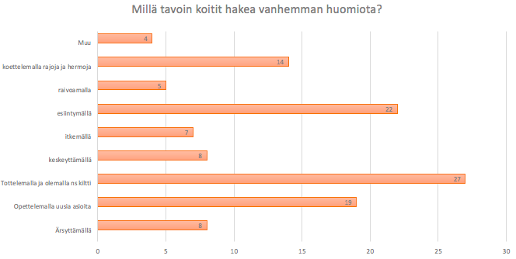 Millä tavoin koitit hakea vanhemman huomiota?
Muu
4
koettelemalla rajoja ja hermoja
14
raivoamalla
5
esiintymällä
22
itkemällä
7
keskeyttämällä
8
Tottelemalla ja olemalla ns kiltti
27
Opettelemalla uusia asioita
19
Ärsyttämällä
8
0 5 10 15 20 25 30